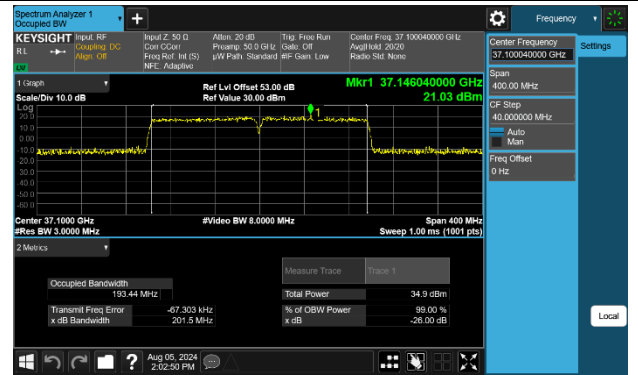 Spectrum Analyzer 1
Occupied BW
Frequency
KEYSIGHT
RL
Input: RF
Coupling: DC
Align: Off
Input Z: 50 Ω
Corr CCorr
Freq Ref: Int (S)
NFE: Adaptive
Atten: 20 dB
Preamp: 50.0 GHz
µW Path: Standard
Trig: Free Run
Gate: Off
#IF Gain: Low
Center Freq: 37.100040000 GHz
Avg|Hold: 20/20
Radio Std: None
LM
1 Graph
Scale/Div 10.0 dB
Ref Lvl Offset 53.00 dB
Ref Value 30.00 dBm
Mkr1 37.146040000 GHz
21.03 dBm
Log
20.0
10.0
0.00
-10.0
-20.0
-30.0
-40.0
-50.0
-60.0
1
Center 37.1000 GHz
#Res BW 3.0000 MHz
#Video BW 8.0000 MHz
Span 400 MHz
Sweep 1.00 ms (1001 pts)
2 Metrics
Measure Trace
Trace 1
Occupied Bandwidth
193.44 MHz
Total Power
34.9 dBm
Transmit Freq Error
-67.303 kHz
% of OBW Power
99.00 %
x dB Bandwidth
201.5 MHz
x dB
-26.00 dB
Center Frequency
37.100040000 GHz
Settings
Span
400.00 MHz
CF Step
40.000000 MHz
Auto
Man
Freq Offset
0 Hz
Local
?
Aug 05, 2024
2:02:50 PM